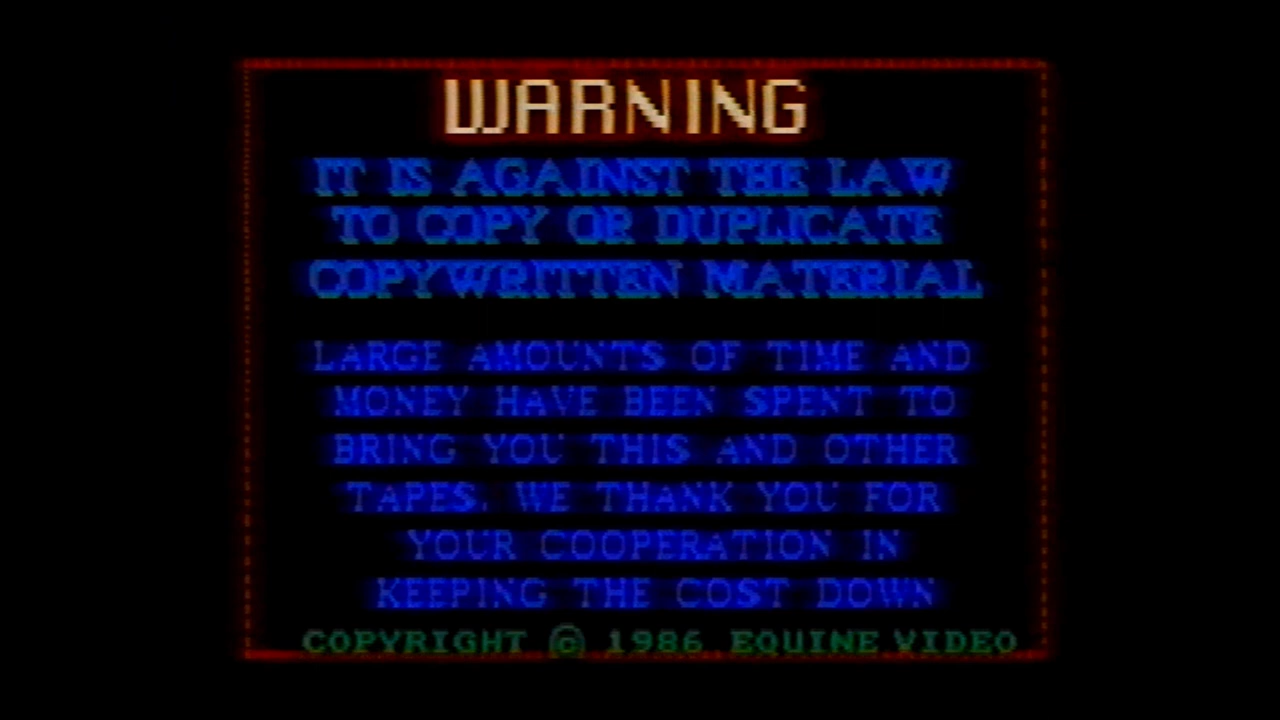 WARNING
IT IS AGAINST THE LAW
TO COPY OR DUPLICATE
COPYWRITTEN MATERIAL
LARGE AMOUNTS OF TIME AND
MONEY HAVE BEEN SPENT TO
BRING YOU THIS AND OTHER
TAPES. WE THANK YOU FOR
YOUR COOPERATION IN
KEEPING THE COST DOWN
COPYRIGHT © 1986 EQUINE VIDEO